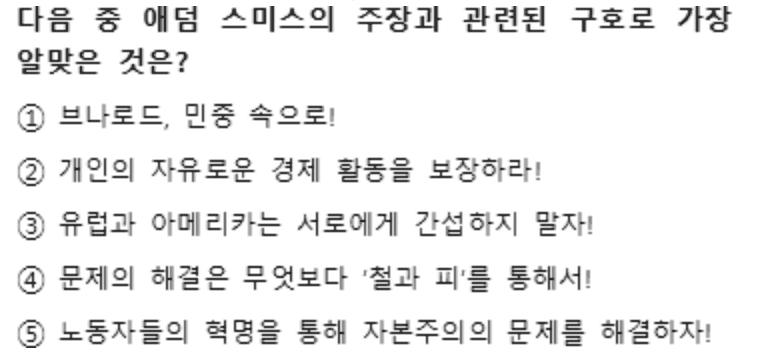 다음 중 애덤 스미스의 주장과 관련된 구호로 가장
알맞은 것은?
① 브나로드, 민중 속으로!
② 개인의 자유로운 경제 활동을 보장하라!
③ 유럽과 아메리카는 서로에게 간섭하지 말자!
④ 문제의 해결은 무엇보다 '철과 피'를 통해서!
⑤ 노동자들의 혁명을 통해 자본주의의 문제를 해결하자!